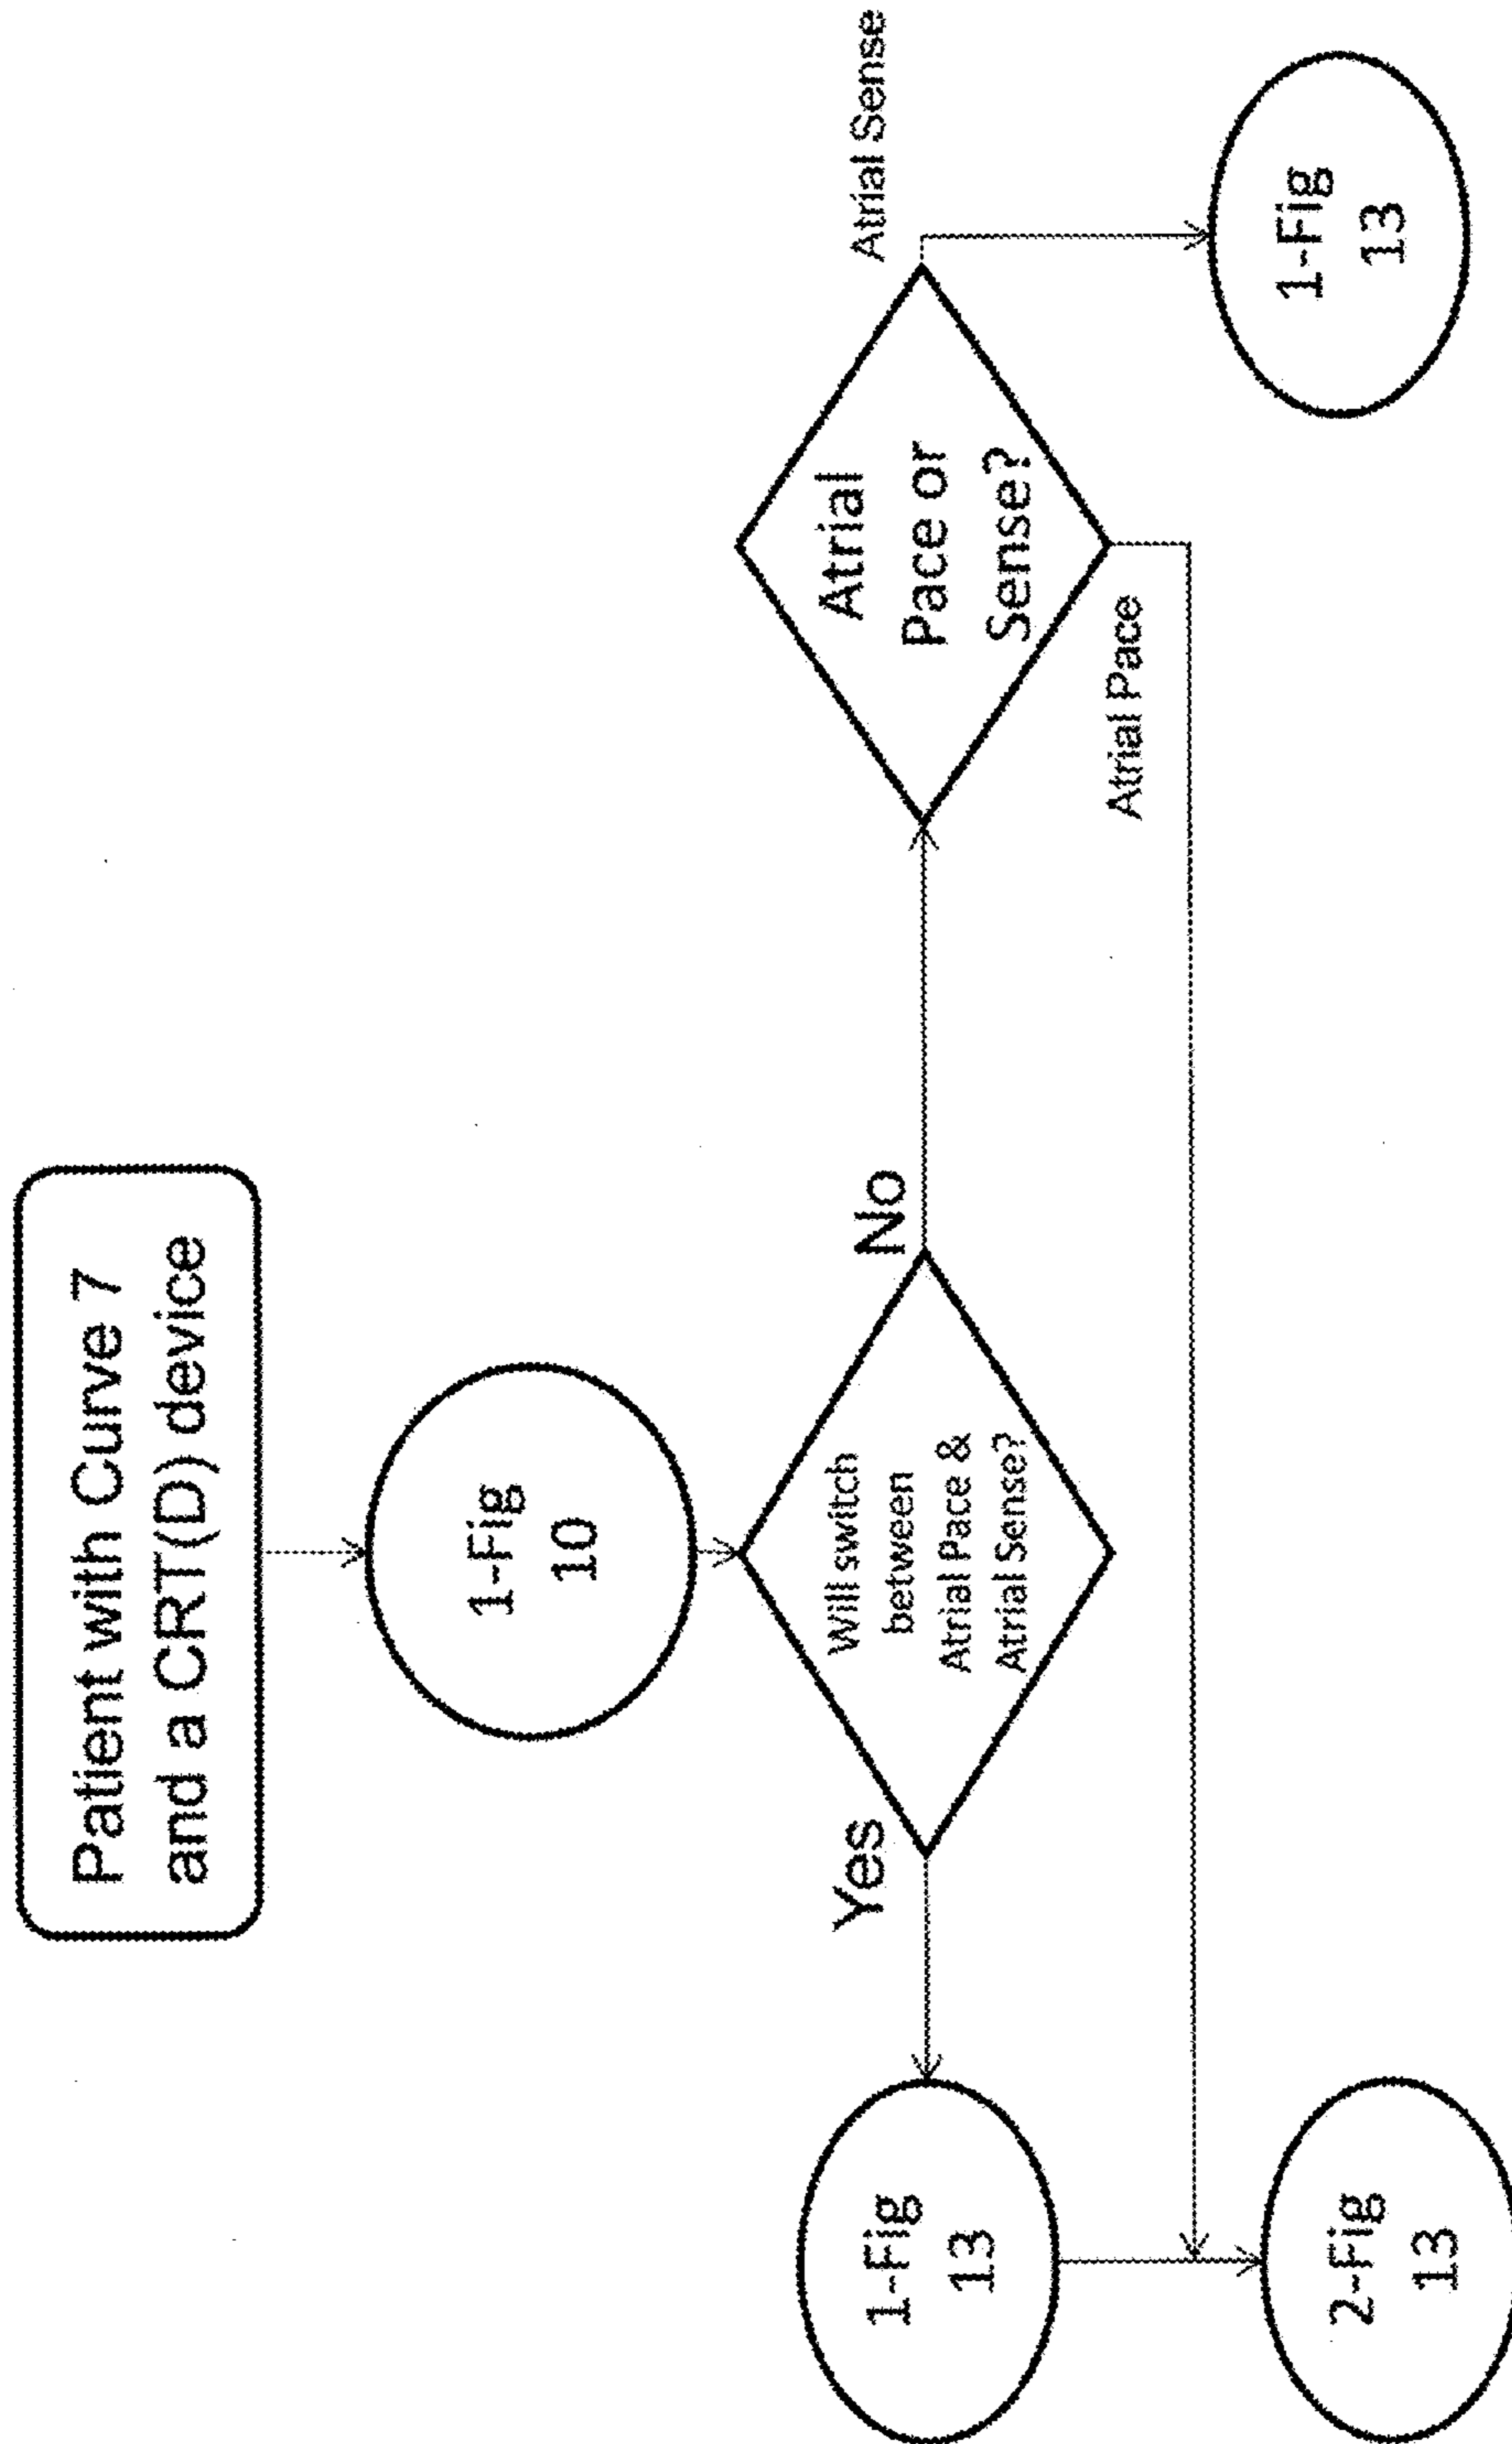 Patient with Curve 7
and a CRT(D) device
1-Fig
10
Will switch
between
Atrial Pace &
Atrial Sense?
Yes
No
1-Fig
13
Atrial
Pace or
Sense?
Atrial Sense
Atrial Pace
2-Fig
13
1-Fig
13